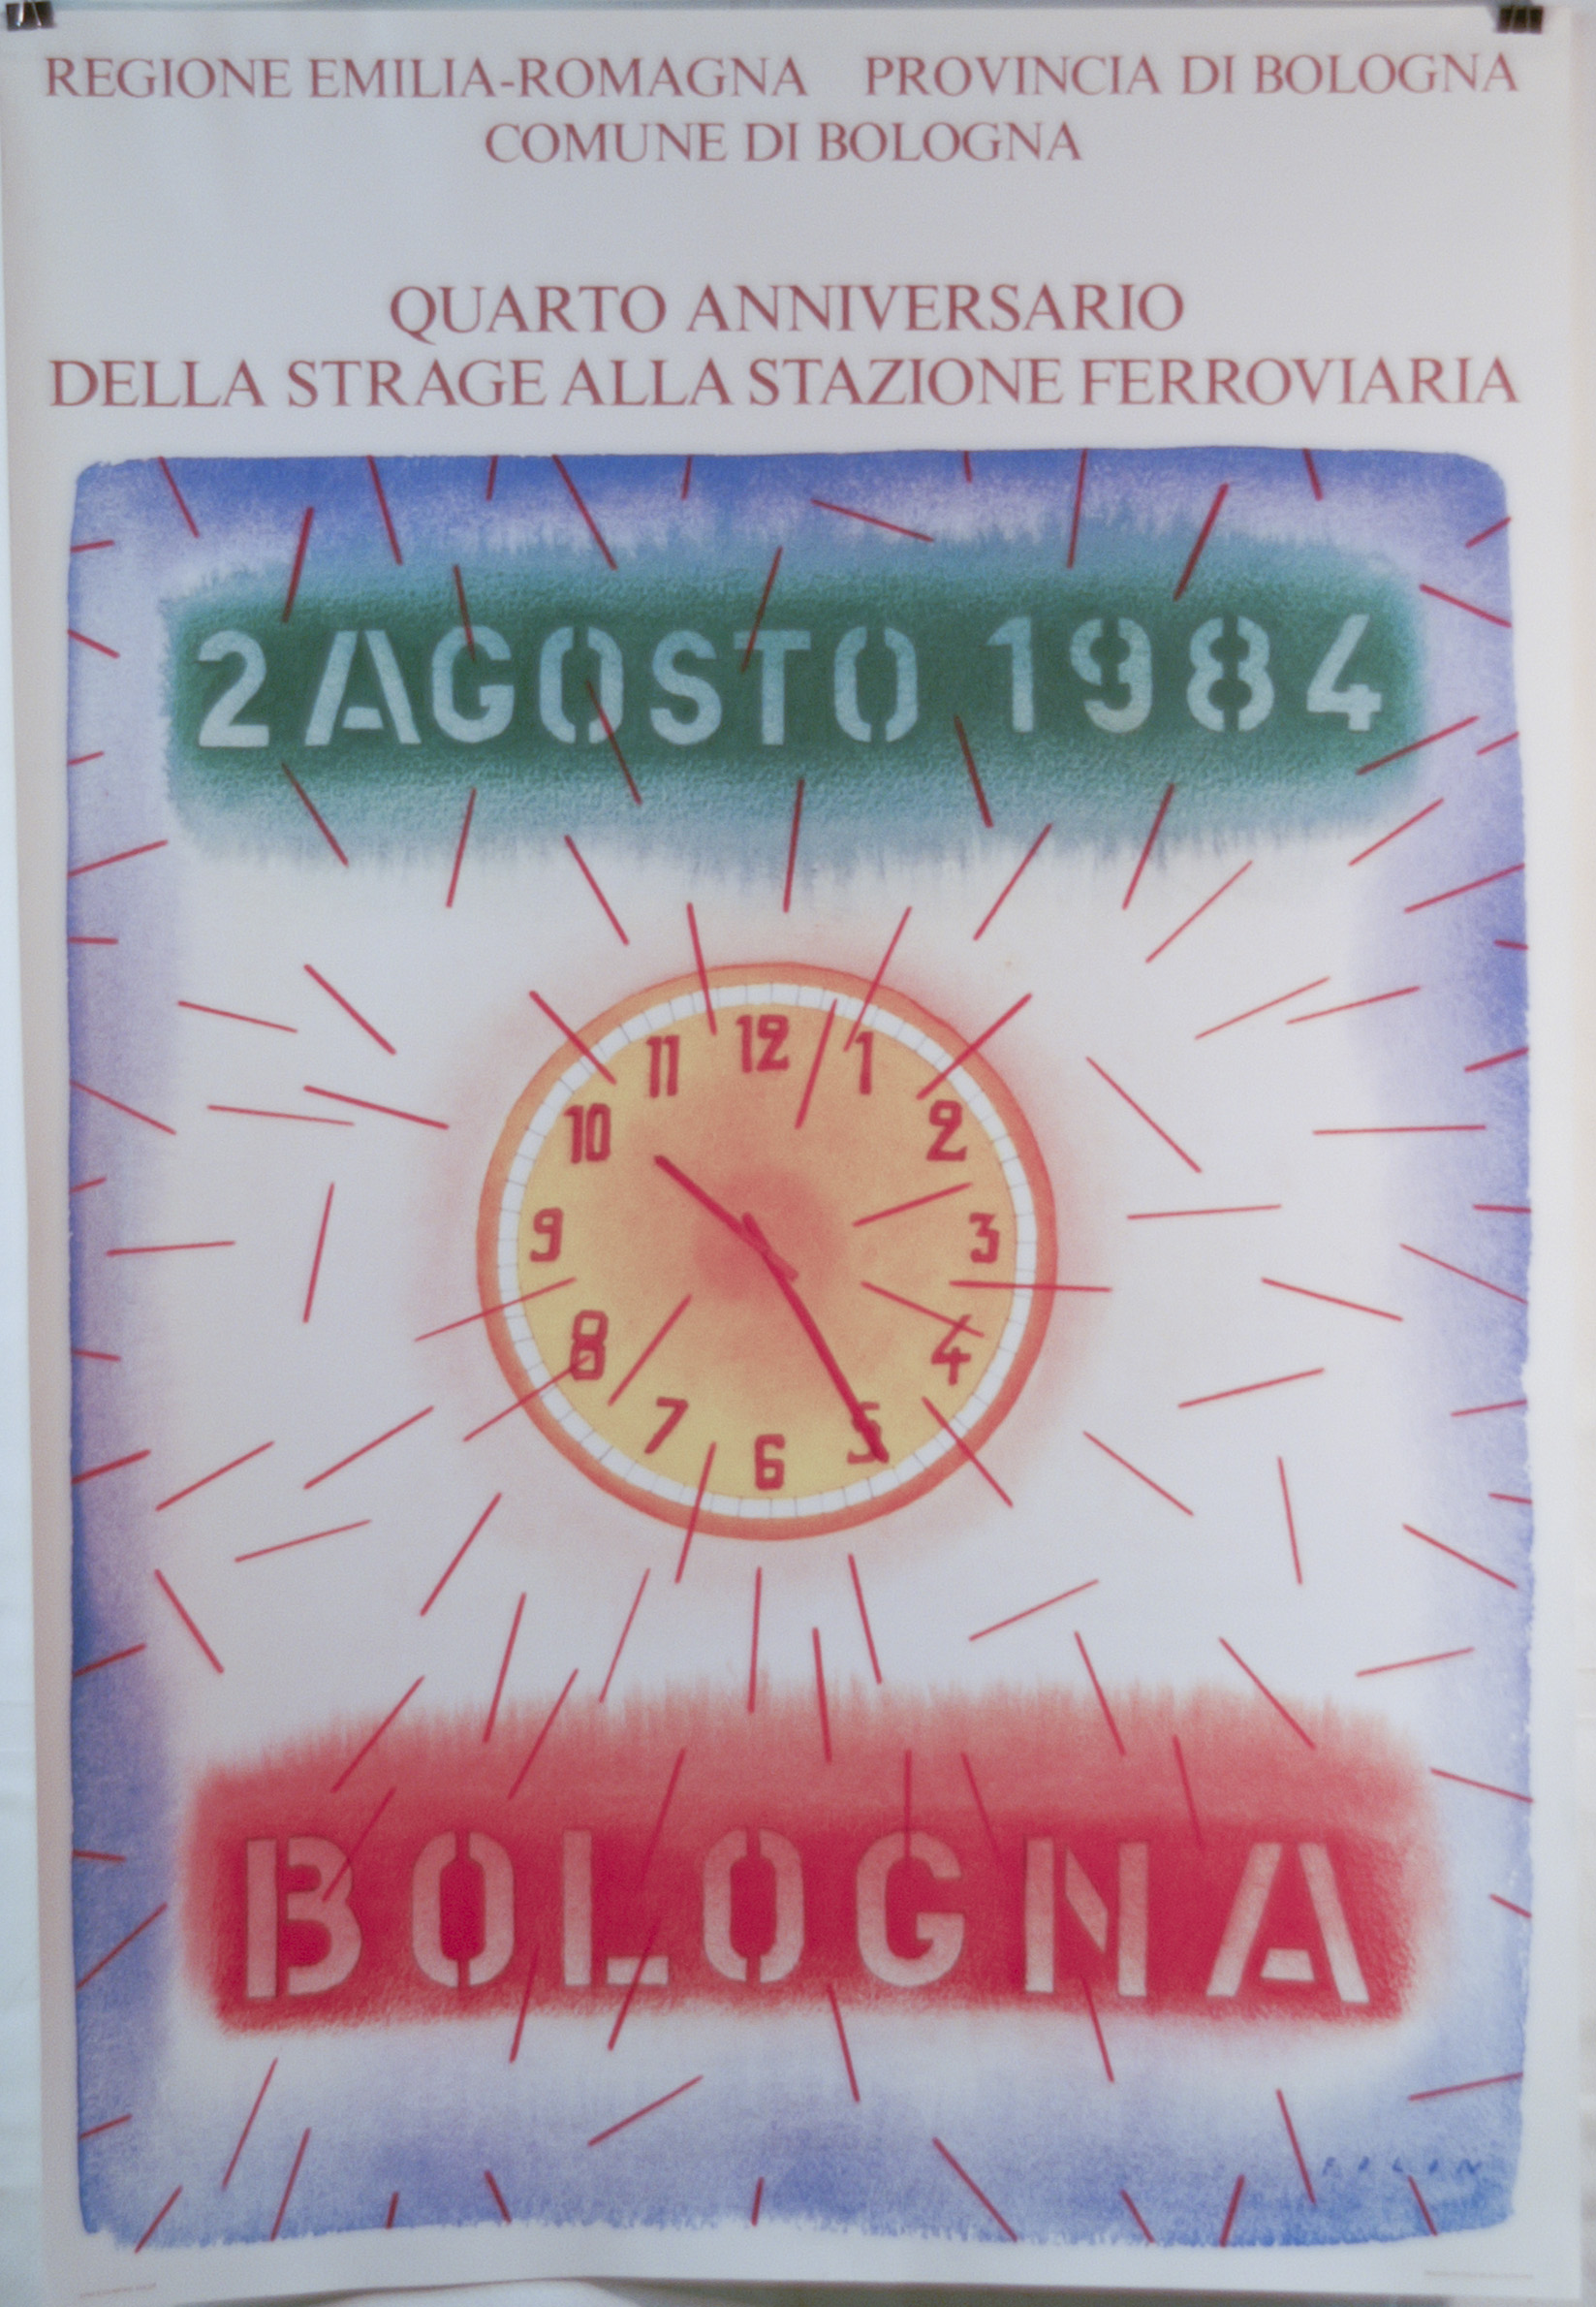 REGIONE EMILIA-ROMAGNA PROVINCIA DI BOLOGNA
COMUNE DI BOLOGNA
QUARTO ANNIVERSARIO
DELLA STRAGE ALLA STAZIONE FERROVIARIA
2 AGOSTO 1984
12
11
1
10
2
9
3
8
4
7
5
6
BOLOGNA
FOLON